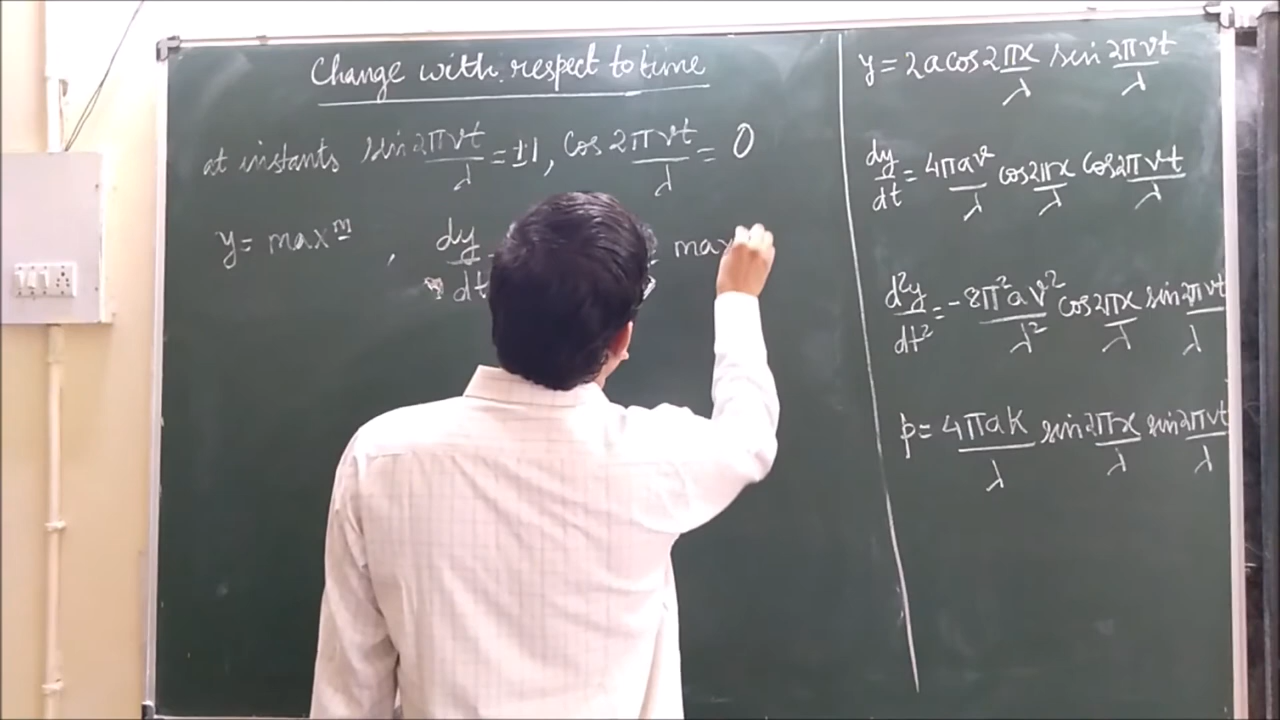 Change with respect to time
at instants sin 2πvt/λ = ±1, cos 2πvt/λ = 0
y = max m , dy/dt = max
y = 2a cos 2πx/λ sin 2πvt/λ
dy/dt = 4πav/λ cos 2πx/λ cos 2πvt/λ
d²y/dt² = -8π²av²/λ² cos 2πx/λ sin 2πvt/λ
p = 4πak/λ sin 2πx/λ sin 2πvt/λ